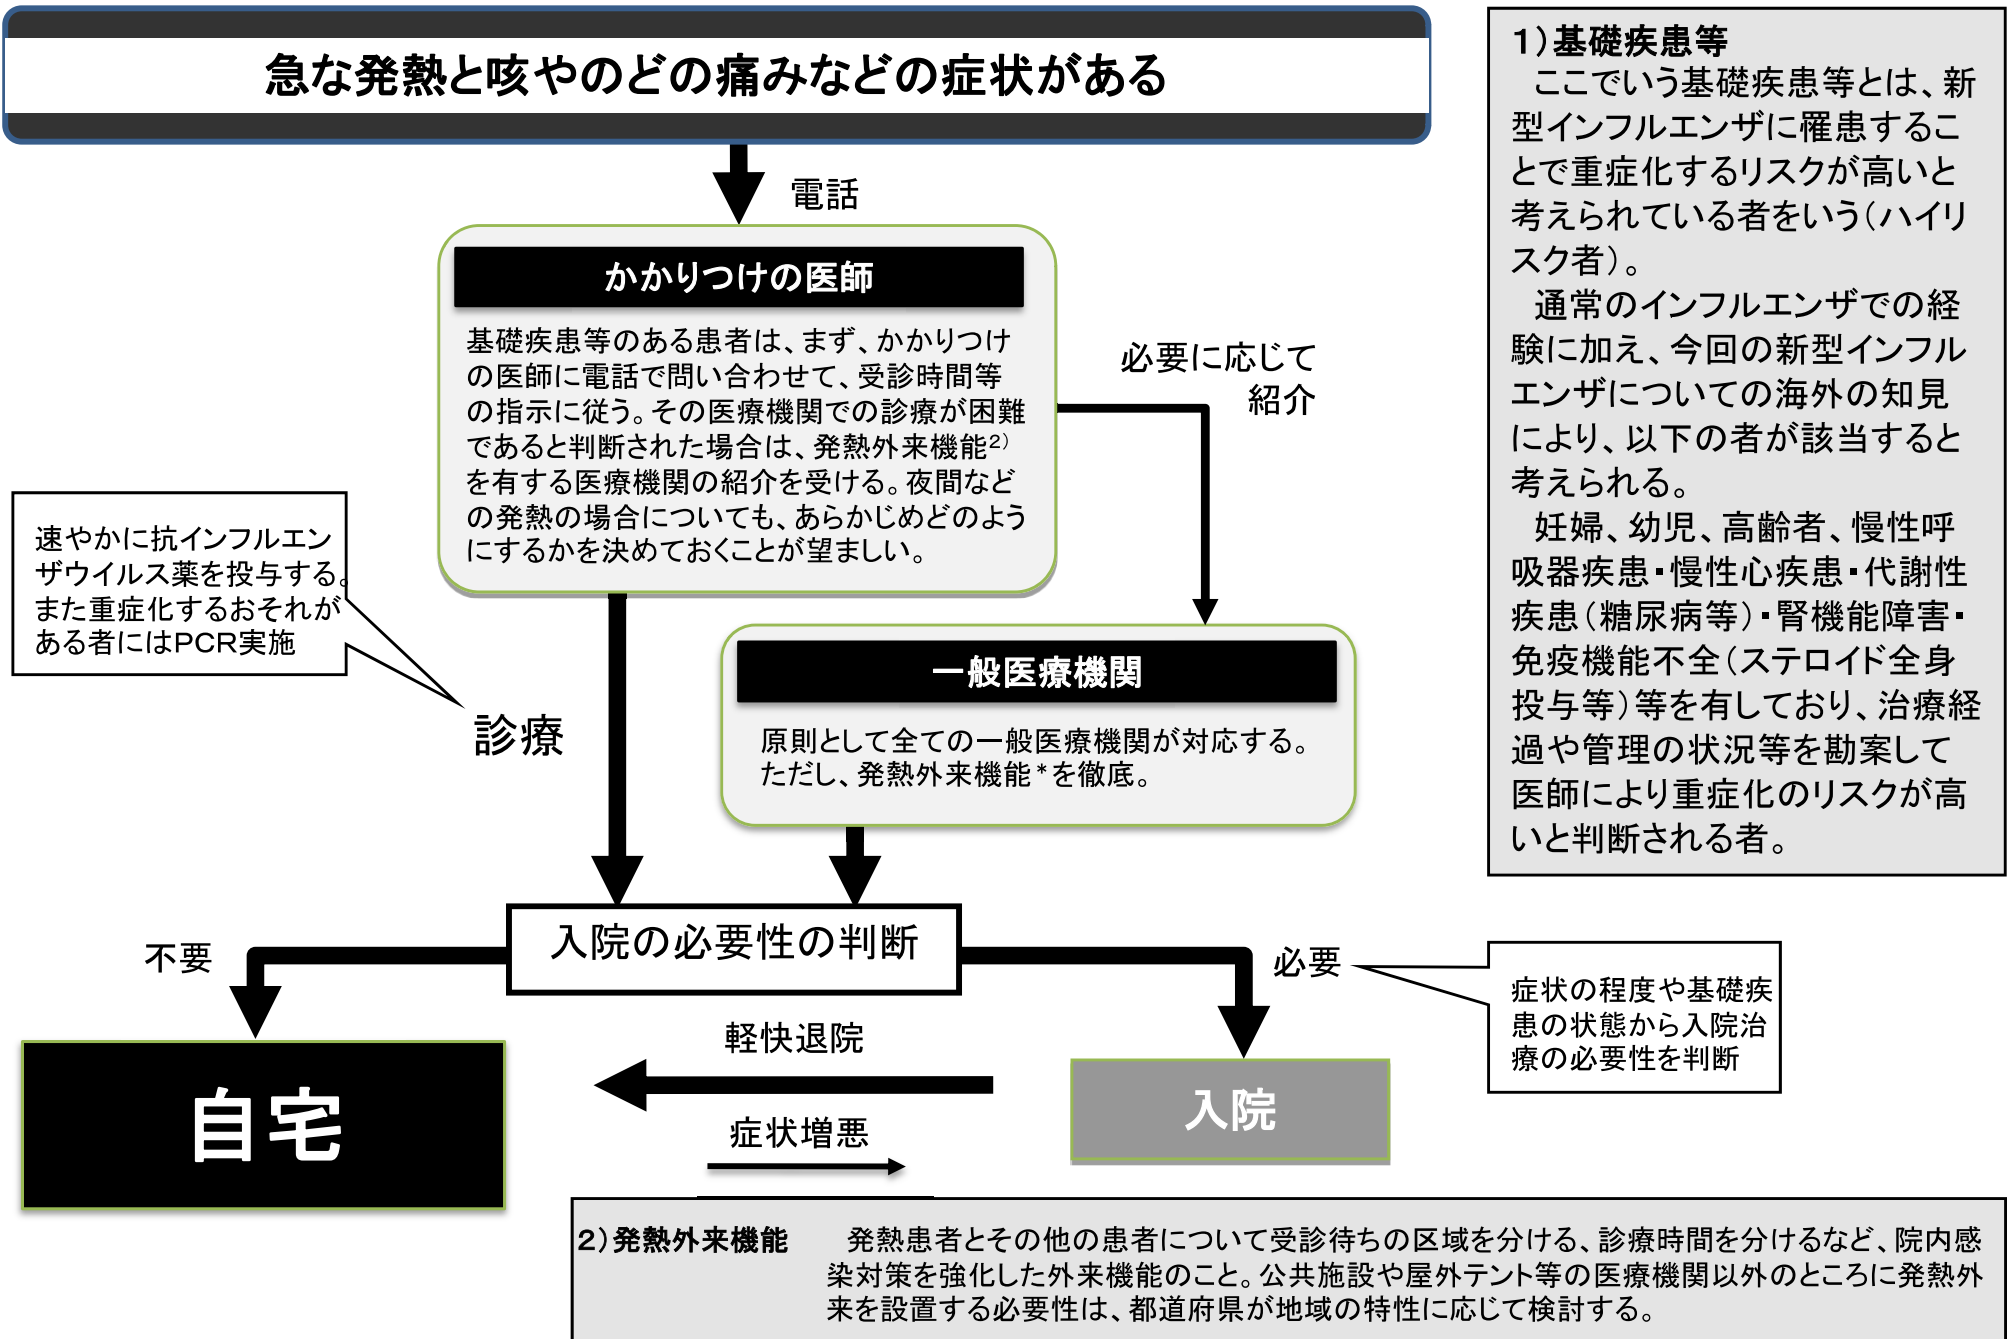 急な発熱と咳やのどの痛みなどの症状がある
電話
かかりつけの医師
基礎疾患等のある患者は、まず、かかりつけ
の医師に電話で問い合わせて、受診時間等
の指示に従う。その医療機関での診療が困難
であると判断された場合は、発熱外来機能2)
を有する医療機関の紹介を受ける。夜間など
の発熱の場合についても、あらかじめどのよう
にするかを決めておくことが望ましい。
必要に応じて
紹介
速やかに抗インフルエン
ザウイルス薬を投与する。
また重症化するおそれが
ある者にはPCR実施
診療
一般医療機関
原則として全ての一般医療機関が対応する。
ただし、発熱外来機能*を徹底。
入院の必要性の判断
不要
必要
症状の程度や基礎疾
患の状態から入院治
療の必要性を判断
自宅
軽快退院
症状増悪
入院
1)基礎疾患等
ここでいう基礎疾患等とは、新
型インフルエンザに罹患するこ
とで重症化するリスクが高いと
考えられている者をいう(ハイリ
スク者)。
通常のインフルエンザでの経
験に加え、今回の新型インフル
エンザについての海外の知見
により、以下の者が該当すると
考えられる。
妊婦、幼児、高齢者、慢性呼
吸器疾患・慢性心疾患・代謝性
疾患(糖尿病等)・腎機能障害・
免疫機能不全(ステロイド全身
投与等)等を有しており、治療経
過や管理の状況等を勘案して
医師により重症化のリスクが高
いと判断される者。
2)発熱外来機能 発熱患者とその他の患者について受診待ちの区域を分ける、診療時間を分けるなど、院内感
染対策を強化した外来機能のこと。公共施設や屋外テント等の医療機関以外のところに発熱外
来を設置する必要性は、都道府県が地域の特性に応じて検討する。